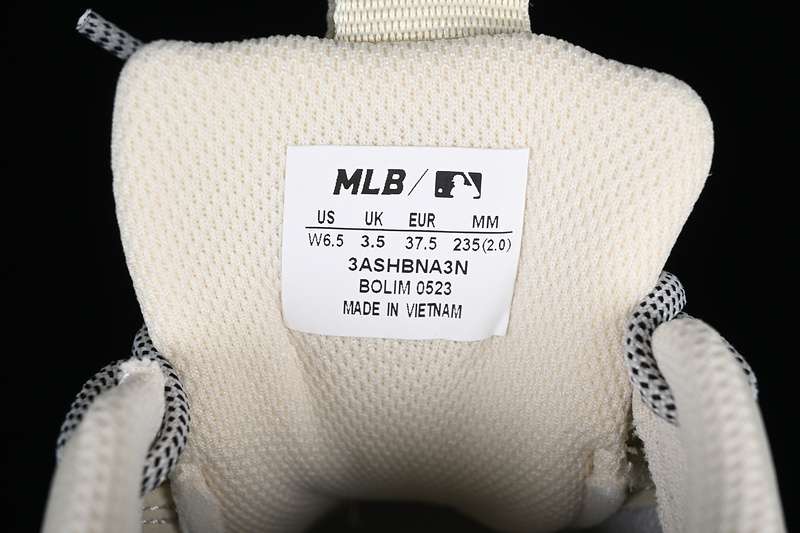 MLB/
US UK EUR MM
W6.5 3.5 37.5 235(2.0)
3ASHBNA3N
BOLIM 0523
MADE IN VIETNAM